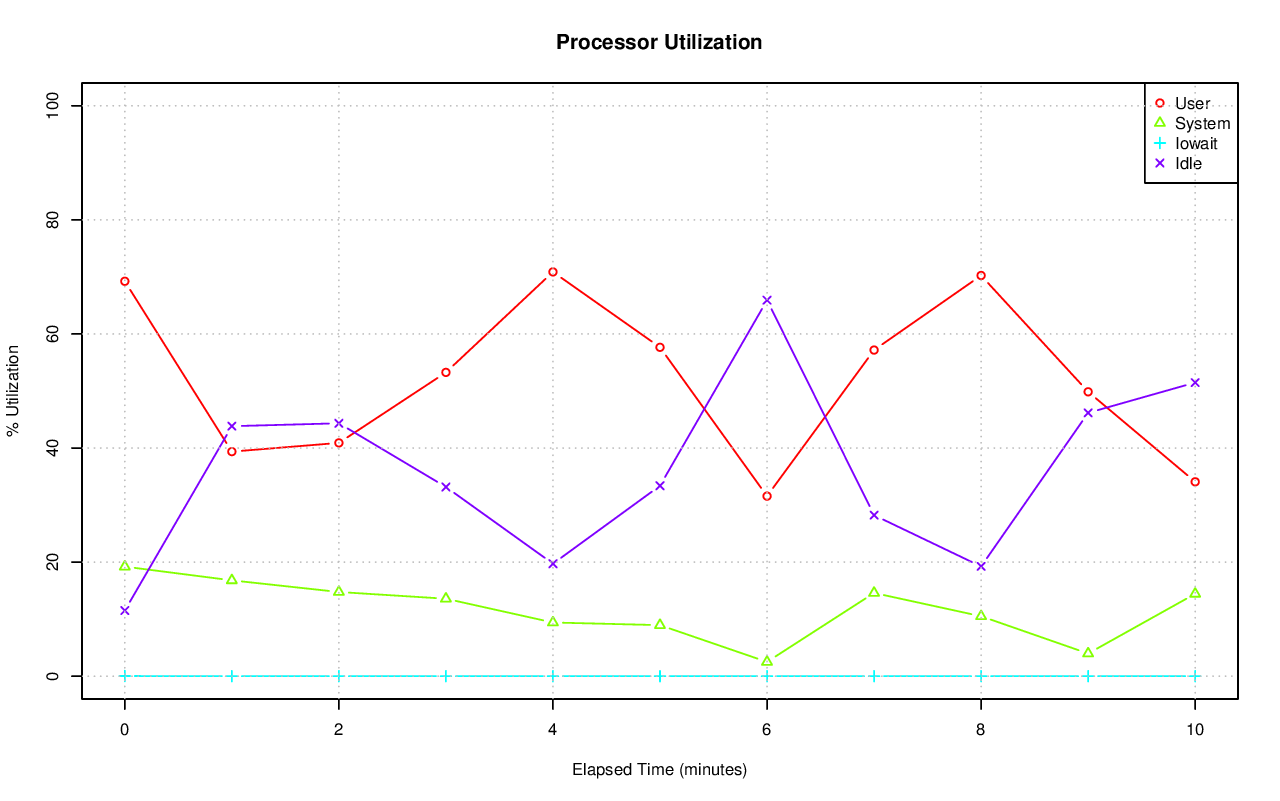 Processor Utilization
User
System
Iowait
Idle
% Utilization
100
80
60
40
20
0
0 2 4 6 8 10
Elapsed Time (minutes)